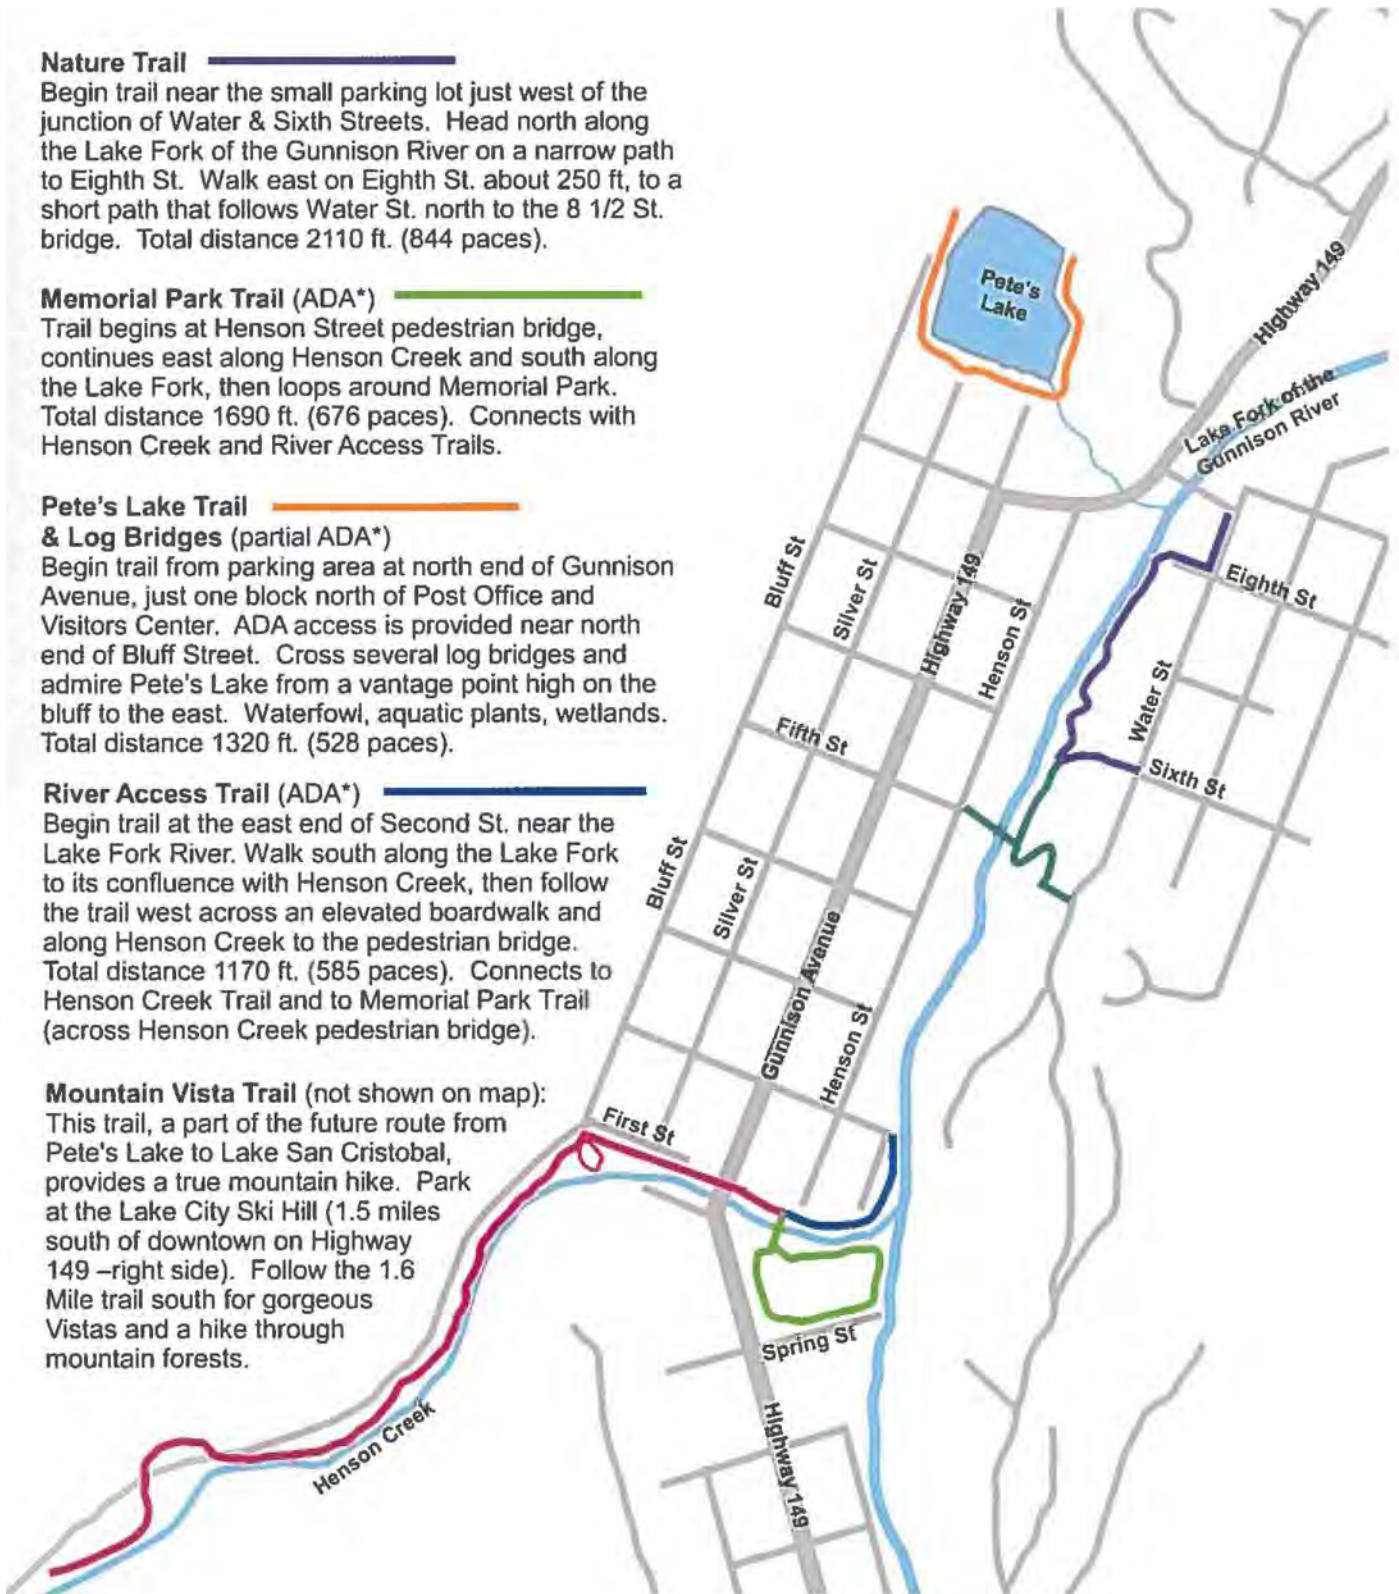 Nature Trail
Begin trail near the small parking lot just west of the
junction of Water & Sixth Streets. Head north along
the Lake Fork of the Gunnison River on a narrow path
to Eighth St. Walk east on Eighth St. about 250 ft, to a
short path that follows Water St. north to the 8 1/2 St.
bridge. Total distance 2110 ft. (844 paces).
Memorial Park Trail (ADA*)
Trail begins at Henson Street pedestrian bridge,
continues east along Henson Creek and south along
the Lake Fork, then loops around Memorial Park.
Total distance 1690 ft. (676 paces). Connects with
Henson Creek and River Access Trails.
Pete's Lake Trail
& Log Bridges (partial ADA*)
Begin trail from parking area at north end of Gunnison
Avenue, just one block north of Post Office and
Visitors Center. ADA access is provided near north
end of Bluff Street. Cross several log bridges and
admire Pete's Lake from a vantage point high on the
bluff to the east. Waterfowl, aquatic plants, wetlands.
Total distance 1320 ft. (528 paces).
River Access Trail (ADA*)
Begin trail at the east end of Second St. near the
Lake Fork River. Walk south along the Lake Fork
to its confluence with Henson Creek, then follow
the trail west across an elevated boardwalk and
along Henson Creek to the pedestrian bridge.
Total distance 1170 ft. (585 paces). Connects to
Henson Creek Trail and to Memorial Park Trail
(across Henson Creek pedestrian bridge).
Mountain Vista Trail (not shown on map):
This trail, a part of the future route from
Pete's Lake to Lake San Cristobal,
provides a true mountain hike. Park
at the Lake City Ski Hill (1.5 miles
south of downtown on Highway
149 –right side). Follow the 1.6
Mile trail south for gorgeous
Vistas and a hike through
mountain forests.
Pete's
Lake
Highway 149
Lake Fork of the
Gunnison River
Bluff St
Silver St
Highway 149
Henson St
Eighth St
Water St
Fifth St
Sixth St
Bluff St
Silver St
Gunnison Avenue
Henson St
First St
Spring St
Henson Creek
Highway 149